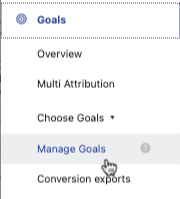 Goals
Overview
Multi Attribution
Choose Goals
Manage Goals ?
Conversion exports